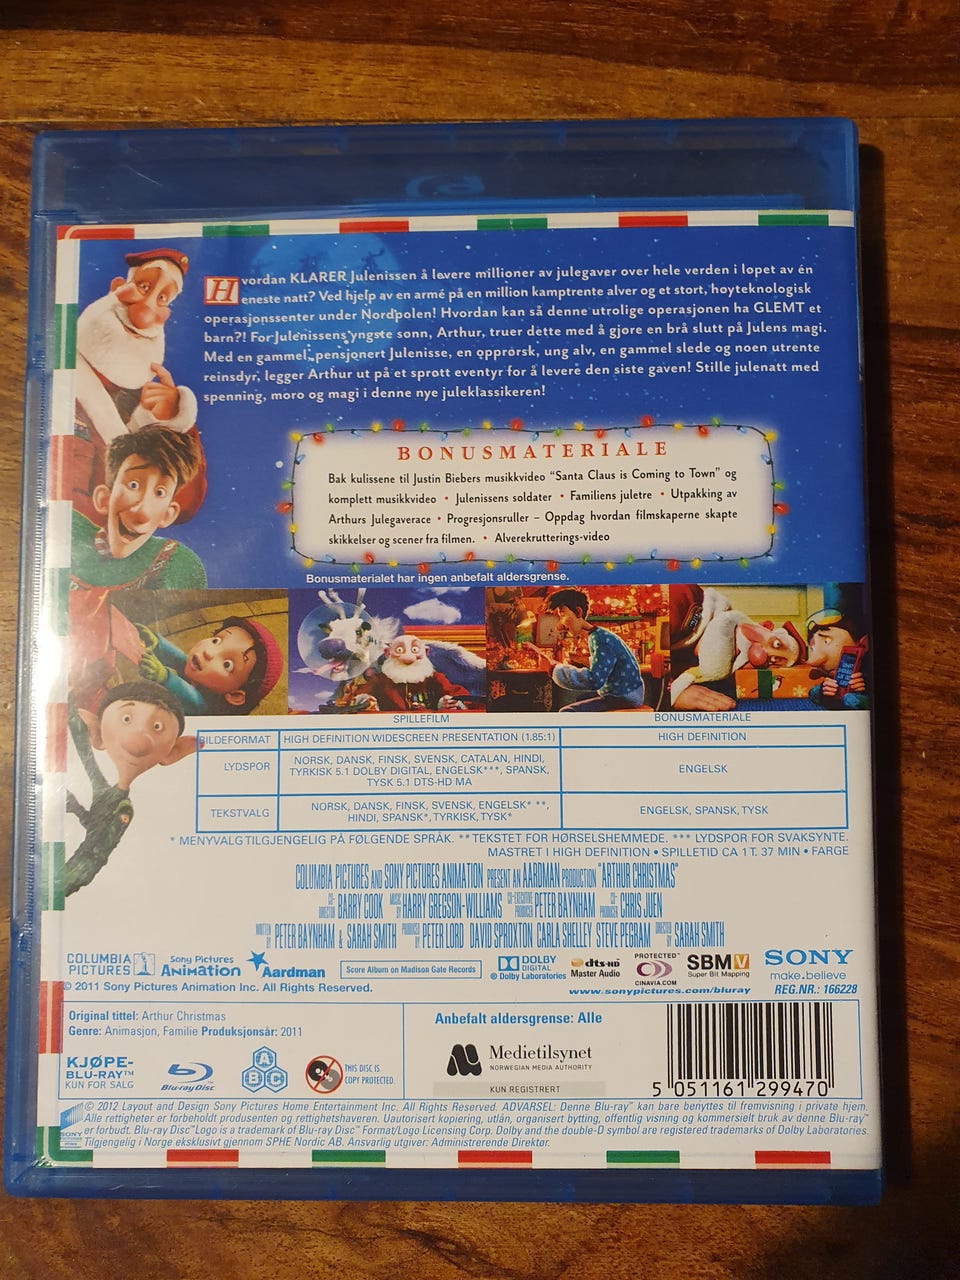 Hvordan KLARER Julenissen å levere millioner av julegaver over hele verden i løpet av én
eneste natt? Ved hjelp av en armé på en million kamptrente alver og et stort, høyteknologisk
operasjonssenter under Nordpolen! Hvordan kan så denne utrolige operasjonen ha GLEMT et
barn?! For Julenissens yngste sønn, Arthur, truer dette med å gjøre en brå slutt på Julens magi.
Med en gammel, pensjonert Julenisse, en opprørsk, ung alv, en gammel slede og noen utrente
reinsdyr, legger Arthur ut på et sprøtt eventyr for å levere den siste gaven! Stille julenatt med
spenning, moro og magi i denne nye juleklassikeren!
BONUSMATERIALE
Bak kulissene til Justin Biebers musikkvideo "Santa Claus is Coming to Town" og
komplett musikkvideo • Julenissens soldater • Familiens juletre • Utpakking av
Arthurs Julegaverace • Progresjonsruller – Oppdag hvordan filmskaperne skapte
skikkelser og scener fra filmen. • Alverekrutterings-video
Bonusmaterialet har ingen anbefalt aldersgrense.
SPILLEFILM BONUSMATERIALE
BILDEFORMAT HIGH DEFINITION WIDESCREEN PRESENTATION (1.85:1) HIGH DEFINITION
LYDSPOR NORSK, DANSK, FINSK, SVENSK, CATALAN, HINDI,
TYRKISK 5.1 DOLBY DIGITAL, ENGELSK***, SPANSK,
TYSK 5.1 DTS-HD MA ENGELSK
TEKSTVALG NORSK, DANSK, FINSK, SVENSK, ENGELSK* **,
HINDI, SPANSK*, TYRKISK, TYSK* ENGELSK, SPANSK, TYSK
* MENYVALG TILGJENGELIG PÅ FØLGENDE SPRÅK. ** TEKSTET FOR HØRSELSHEMMEDE. *** LYDSPOR FOR SVAKSYNTE.
MASTRET I HIGH DEFINITION • SPILLETID CA 1 T. 37 MIN • FARGE
COLUMBIA PICTURES AND SONY PICTURES ANIMATION PRESENT AN AARDMAN PRODUCTION "ARTHUR CHRISTMAS"
CO-DIRECTOR BARRY COOK MUSIC BY HARRY GREGSON-WILLIAMS CO-EXECUTIVE PRODUCER PETER BAYNHAM CO-PRODUCER CHRIS JUEN
WRITTEN BY PETER BAYNHAM & SARAH SMITH PRODUCED BY PETER LORD DAVID SPROXTON CARLA SHELLEY STEVE PEGRAM DIRECTED BY SARAH SMITH
COLUMBIA PICTURES Sony Pictures ANIMATION Aardman Score Album on Madison Gate Records DOLBY DIGITAL ® Dolby Laboratories dts-HD Master Audio PROTECTED CINAVIA.COM SBMV Super Bit Mapping SONY make.believe
© 2011 Sony Pictures Animation Inc. All Rights Reserved. www.sonypictures.com/bluray REG.NR.: 166228
Original tittel: Arthur Christmas
Genre: Animasjon, Familie Produksjonsår: 2011
Anbefalt aldersgrense: Alle
KJØPE-
BLU-RAY™
KUN FOR SALG
Blu-ray Disc
A B C
THIS DISC IS
COPY PROTECTED.
Medietilsynet
NORWEGIAN MEDIA AUTHORITY
KUN REGISTRERT
5 051161 299470
© 2012 Layout and Design Sony Pictures Home Entertainment Inc. All Rights Reserved. ADVARSEL: Denne Blu-ray™ kan bare benyttes til fremvisning i private hjem.
Alle rettigheter er forbeholdt produsenten og rettighetshaveren. Uautorisert kopiering, utlån, organisert bytting, offentlig visning og kommersielt bruk av denne Blu-ray™
er forbudt. Blu-ray Disc™Logo is a trademark of Blu-ray Disc™ Format/Logo Licensing Corp. Dolby and the double-D symbol are registered trademarks of Dolby Laboratories.
Tilgjengelig i Norge eksklusivt gjennom SPHE Nordic AB. Ansvarlig utgiver: Administrerende Direktør.